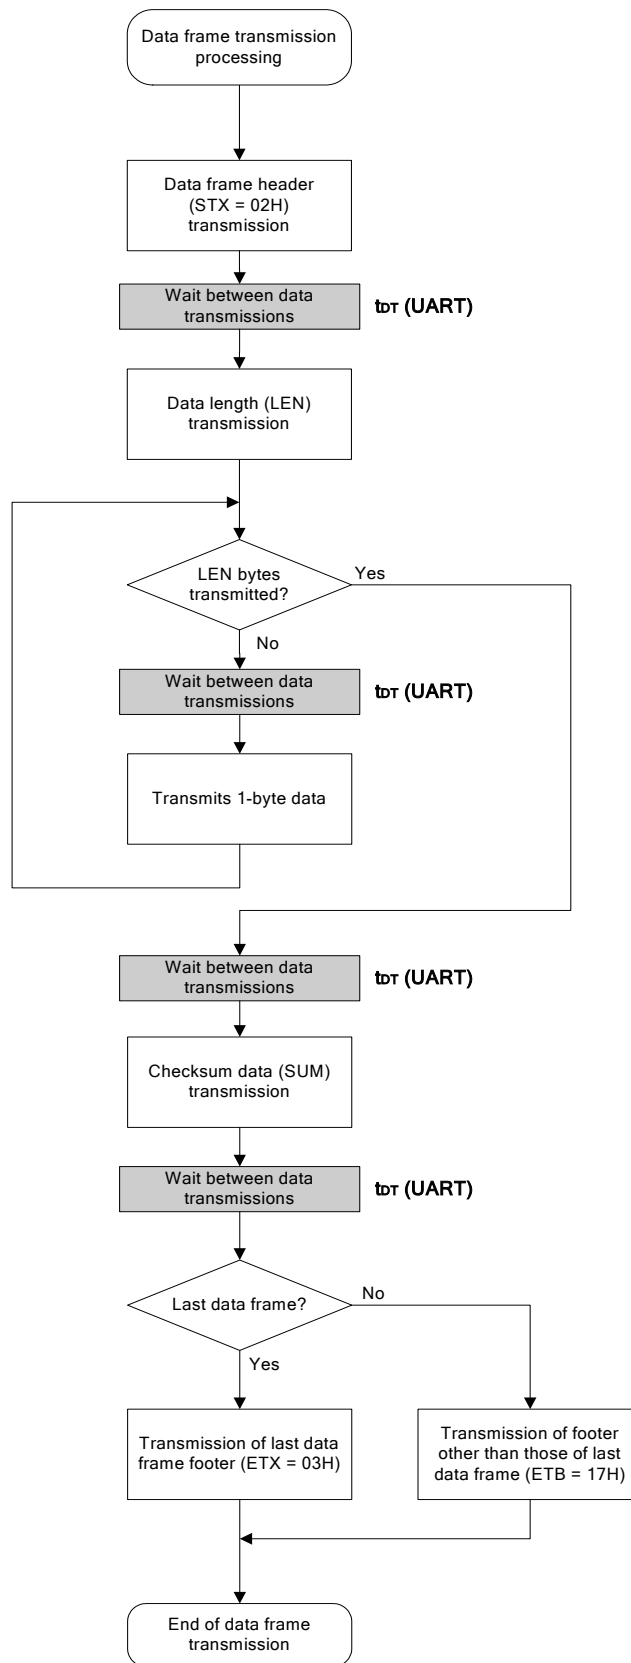 Data frame transmission
processing
Data frame header
(STX = 02H)
transmission
Wait between data
transmissions
tDT (UART)
Data length (LEN)
transmission
LEN bytes
transmitted?
Yes
No
Wait between data
transmissions
tDT (UART)
Transmits 1-byte data
Wait between data
transmissions
tDT (UART)
Checksum data (SUM)
transmission
Wait between data
transmissions
tDT (UART)
Last data frame?
No
Yes
Transmission of last data
frame footer (ETX = 03H)
Transmission of footer
other than those of last
data frame (ETB = 17H)
End of data frame
transmission